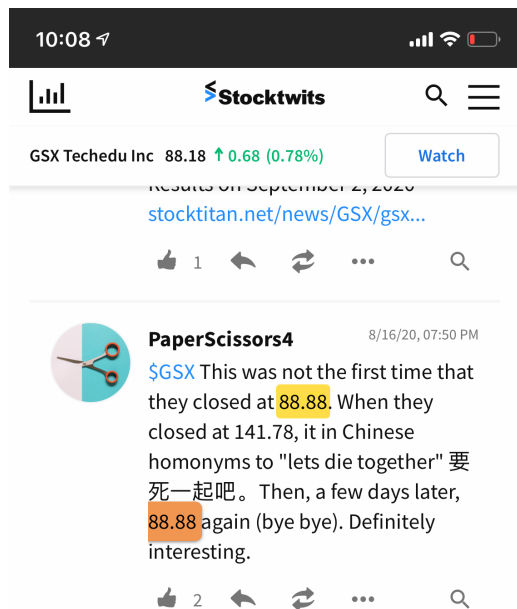 10:08
Stocktwits
GSX Techedu Inc 88.18 ↑ 0.68 (0.78%)
Watch
Results on September 2, 2020
stocktitan.net/news/GSX/gsx...
1
PaperScissors4
8/16/20, 07:50 PM
$GSX This was not the first time that
they closed at 88.88. When they
closed at 141.78, it in Chinese
homonyms to "lets die together" 要
死一起吧。Then, a few days later,
88.88 again (bye bye). Definitely
interesting.
2